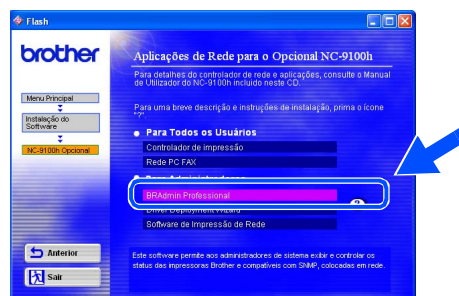 Flash
brother
Aplicações de Rede para o Opcional NC-9100h
Para detalhes do controlador de rede e aplicações, consulte o Manual
de Utilizador do NC-9100h incluido neste CD.
Para uma breve descrição e instruções de instalação, prima o ícone
"?"
Menu Principal
Instalação do
Software
NC-9100h Opcional
Para Todos os Usuários
Controlador de impressão
Rede PC FAX
Para Administradores
BRAdmin Professional
Driver Deployment Wizard
Software de Impressão de Rede
Anterior
Sair
Este software permite aos administradores de sistema exibir e controlar os
status das impressoras Brother e compatíveis com SNMP, colocadas em rede.